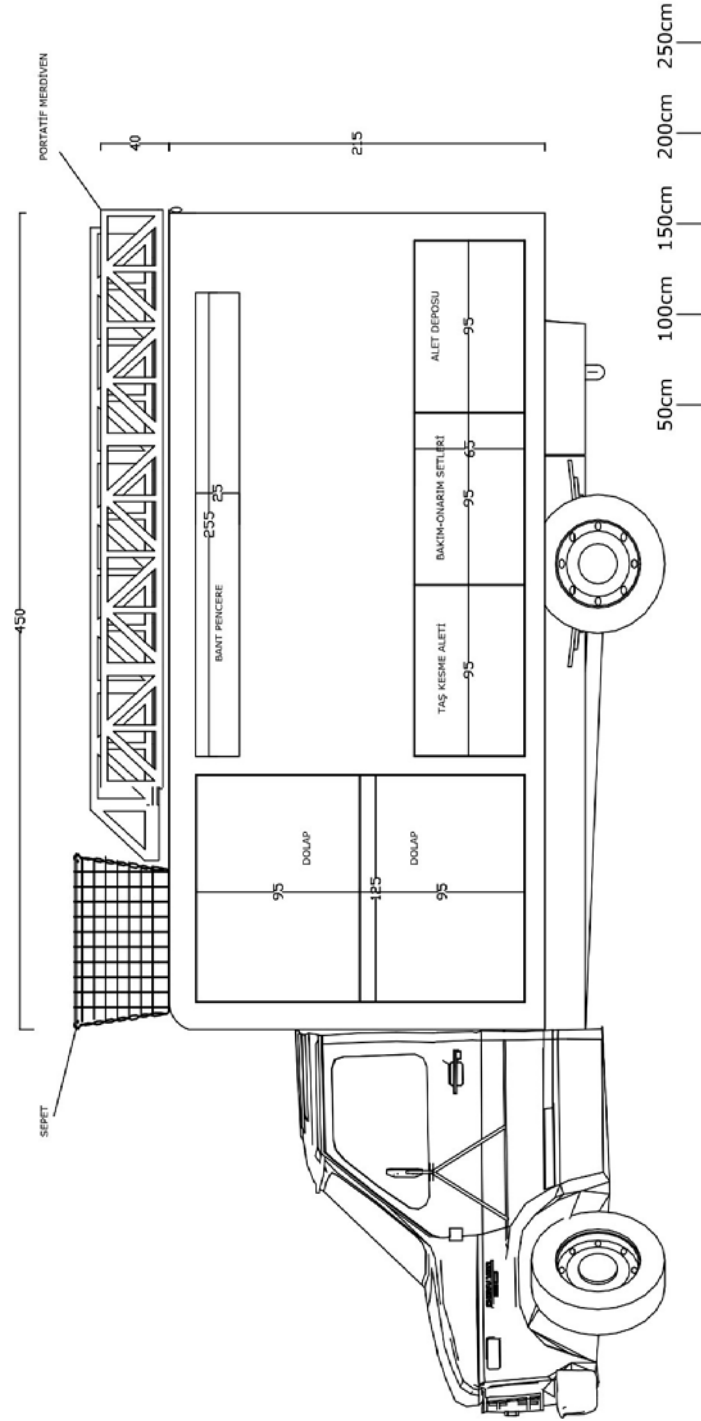 450
SEPET
PORTATİF MERDİVEN
40
255
25
BANT PENCERE
95
DOLAP
215
125
DOLAP
95
TAŞ KESME ALETİ
BAKIM-ONARIM SETLERİ
ALET DEPOSU
95
95
65
95
50cm
100cm
150cm
200cm
250cm